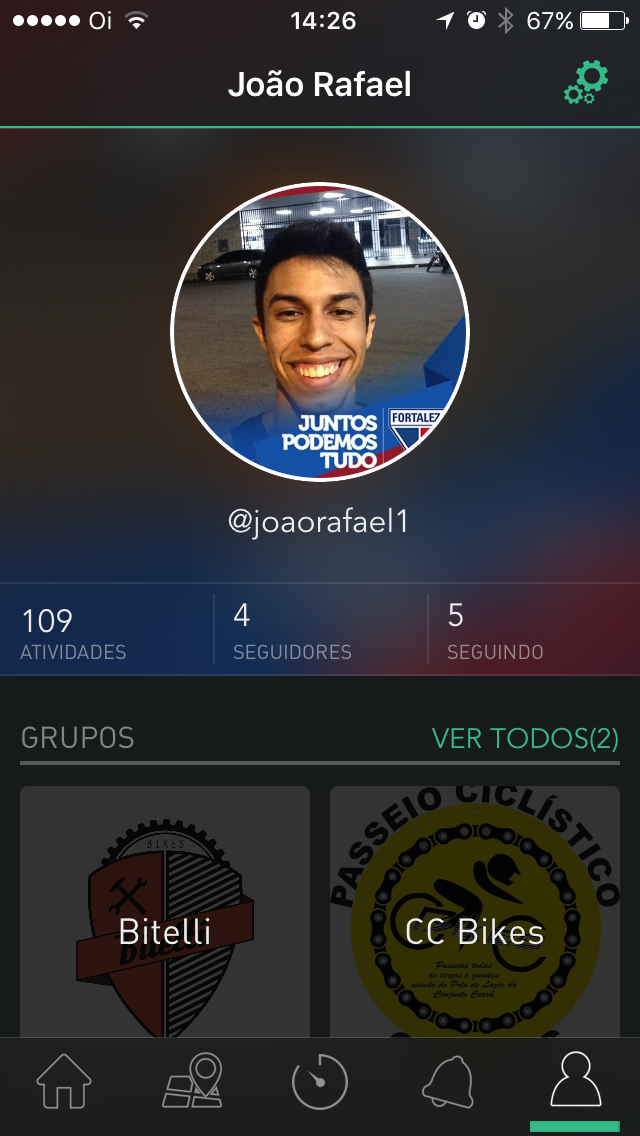 Oi 14:26 67%
João Rafael
JUNTOS
PODEMOS
TUDO
FORTALEZ
@joaorafael1
109
ATIVIDADES
4
SEGUIDORES
5
SEGUINDO
GRUPOS
VER TODOS(2)
BIKES
Bitelli
PASSEIO CICLÍSTICO
CC Bikes
Passeios todas
às terças e quintas
saindo do Polo de Lazer do
Conjunto Ceará